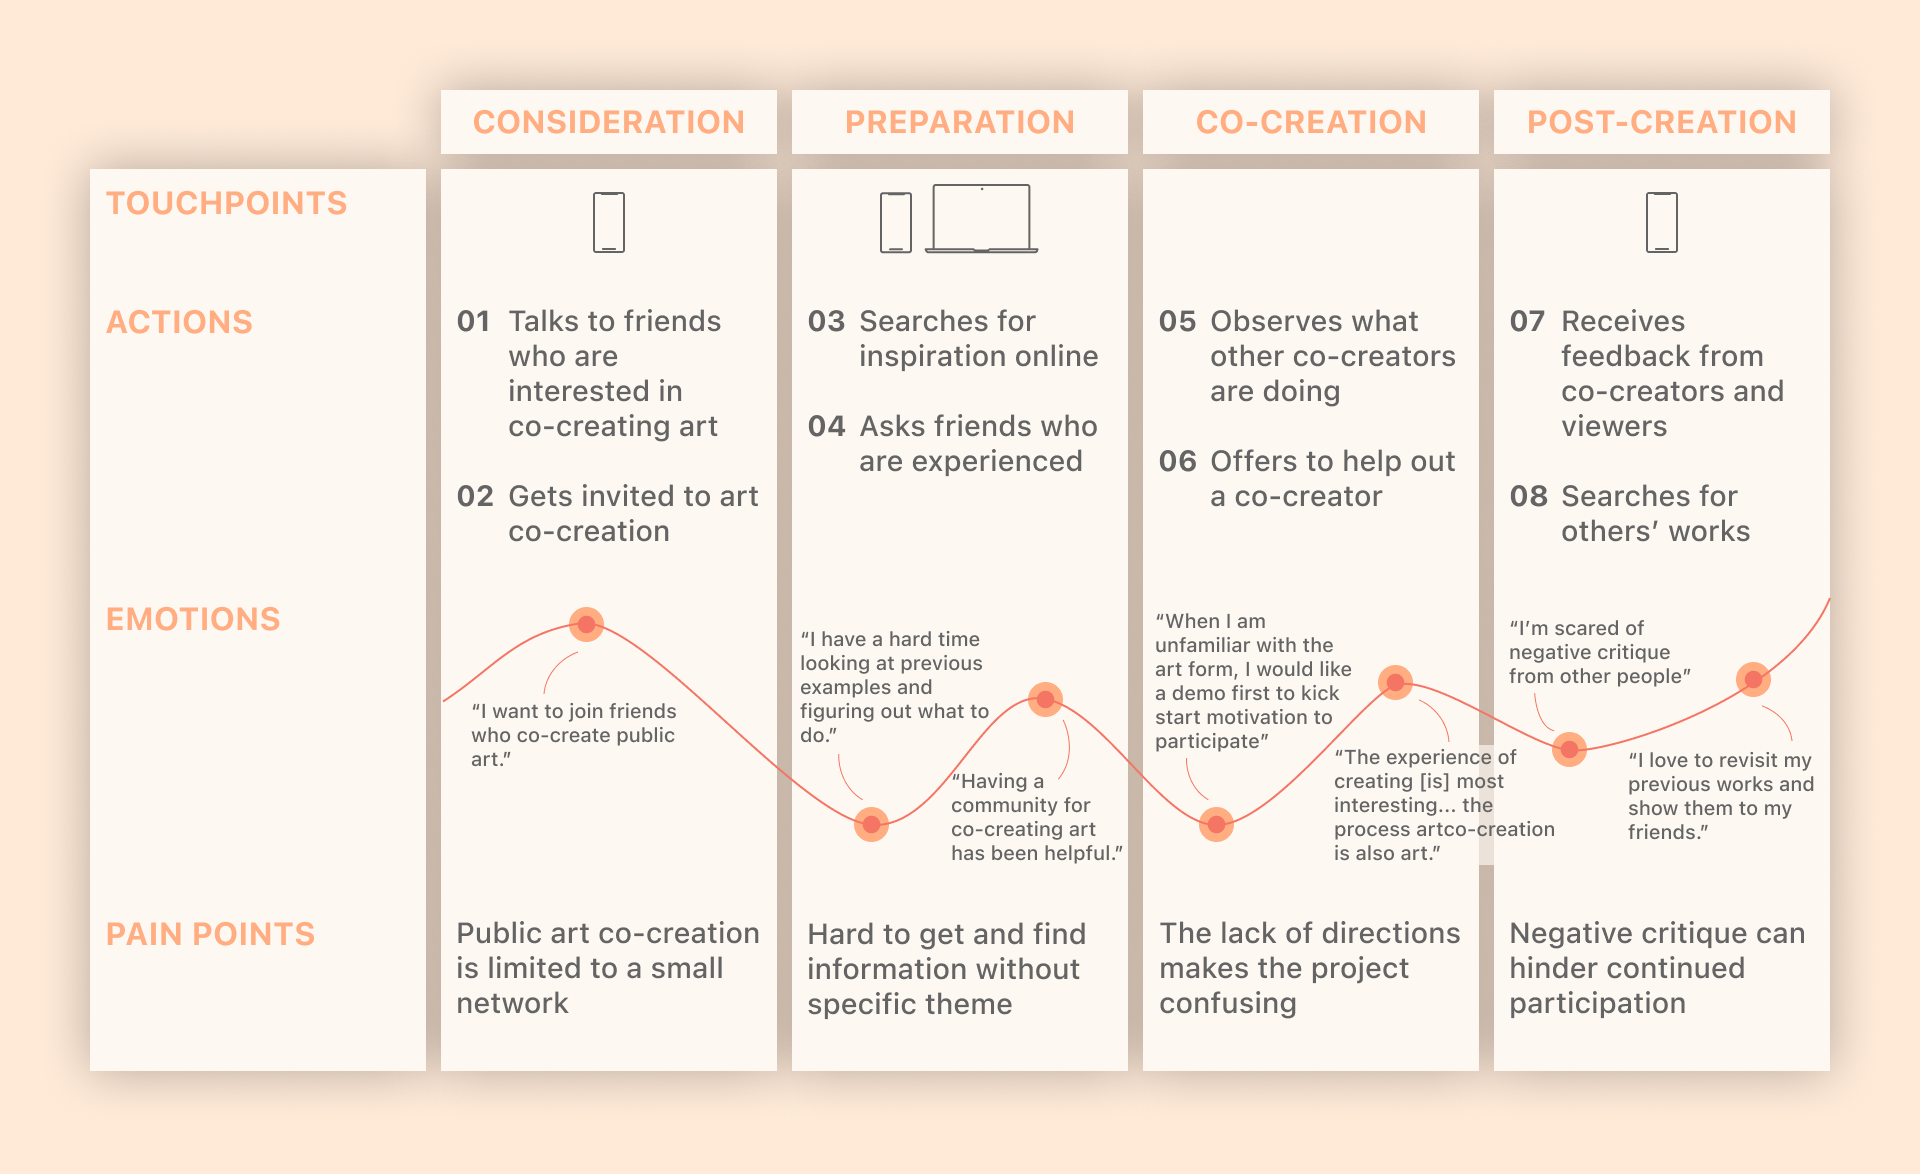 CONSIDERATION
PREPARATION
CO-CREATION
POST-CREATION
TOUCHPOINTS
ACTIONS
01 Talks to friends
who are
interested in
co-creating art
02 Gets invited to art
co-creation
03 Searches for
inspiration online
04 Asks friends who
are experienced
05 Observes what
other co-creators
are doing
06 Offers to help out
a co-creator
07 Receives
feedback from
co-creators and
viewers
08 Searches for
others’ works
EMOTIONS
“I want to join friends
who co-create public
art.”
“I have a hard time
looking at previous
examples and
figuring out what to
do.”
“Having a
community for
co-creating art
has been helpful.”
“When I am
unfamiliar with the
art form, I would like
a demo first to kick
start motivation to
participate”
“The experience of
creating [is] most
interesting... the
process artco-creation
is also art.”
“I’m scared of
negative critique
from other people”
“I love to revisit my
previous works and
show them to my
friends.”
PAIN POINTS
Public art co-creation
is limited to a small
network
Hard to get and find
information without
specific theme
The lack of directions
makes the project
confusing
Negative critique can
hinder continued
participation